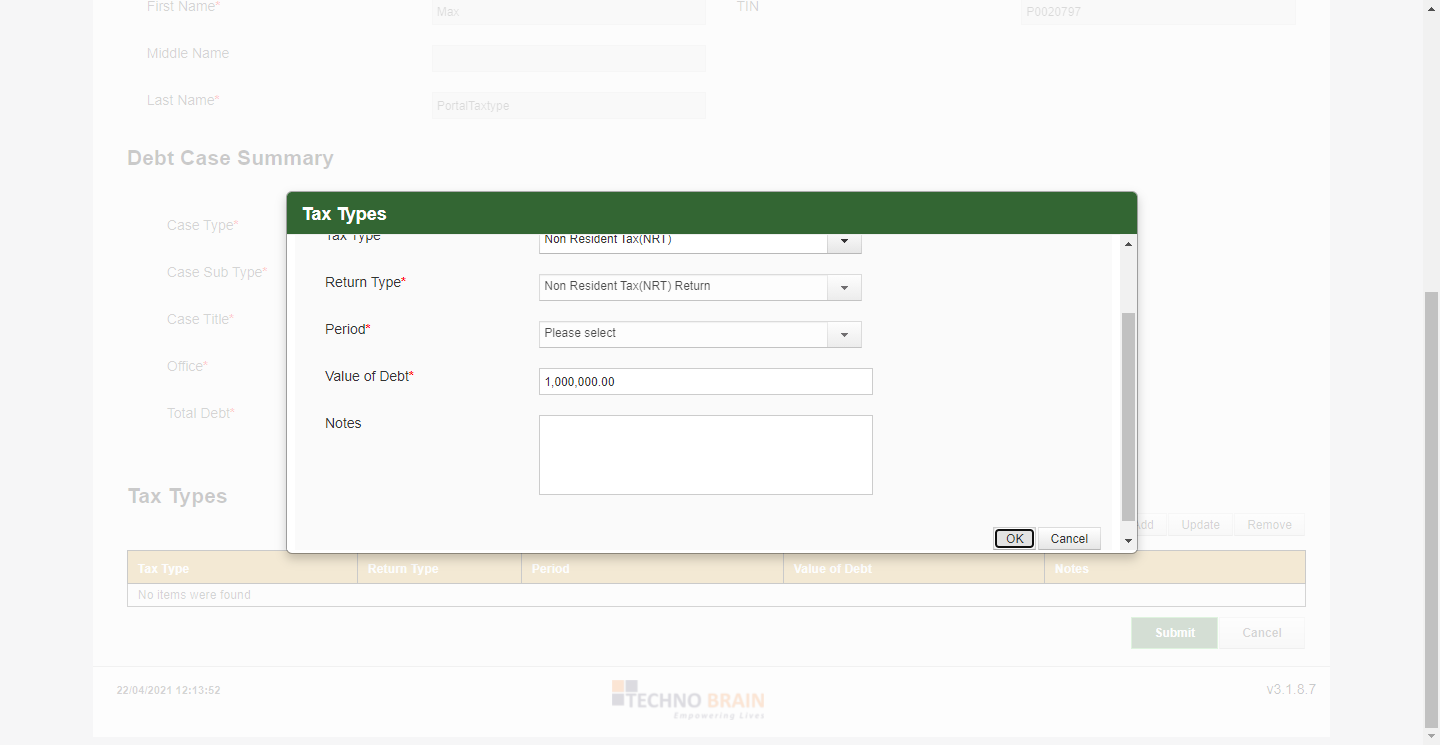 First Name* Max TIN P0020797
Middle Name
Last Name* PortalTaxtype
Debt Case Summary
Tax Types
Case Type*
Tax Type Non Resident Tax(NRT)
Case Sub Type*
Return Type* Non Resident Tax(NRT) Return
Case Title*
Period* Please select
Office*
Value of Debt* 1,000,000.00
Total Debt*
Notes
Tax Types
Update Remove
OK Cancel
Tax Type Return Type Period Value of Debt Notes
No items were found
Submit Cancel
22/04/2021 12:13:52
TECHNO BRAIN
Empowering Lives
v3.1.8.7